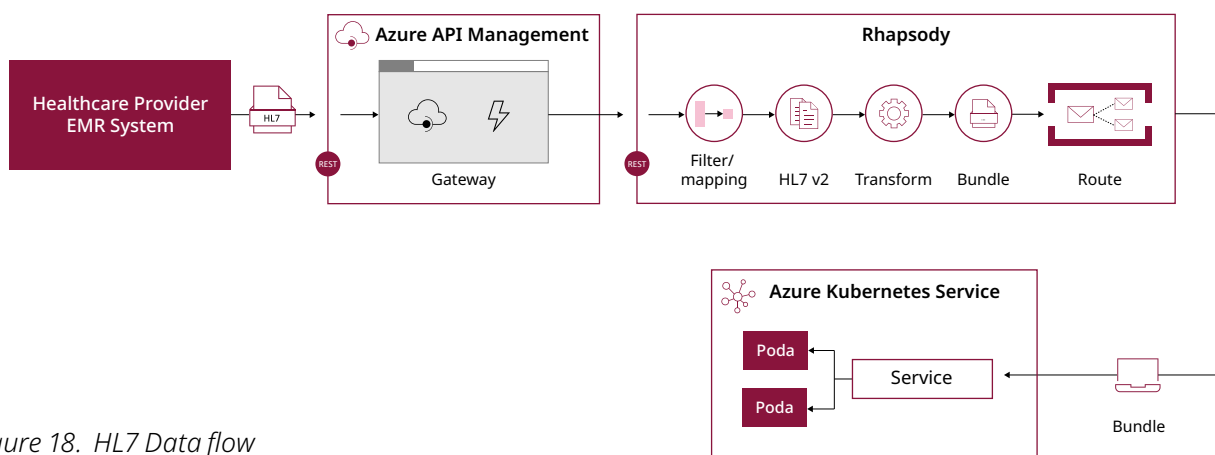 Azure API Management
Rhapsody
Healthcare Provider
EMR System
HL7
REST
Gateway
REST
Filter/
mapping
HL7 v2
Transform
Bundle
Route
Azure Kubernetes Service
Poda
Service
Poda
Bundle
ure 18. HL7 Data flow